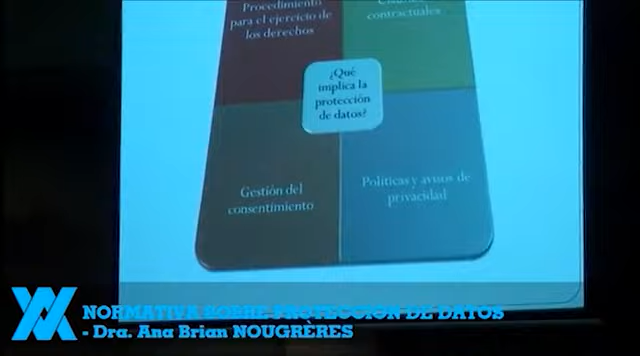 Procedimiento
para el ejercicio de
los derechos
contractuales
¿Qué
implica la
protección
de datos?
Gestión del
consentimiento
Políticas y avisos de
privacidad
NORMATIVA SOBRE PROTECCIÓN DE DATOS
- Dra. Ana Brian NOUGRÈRES